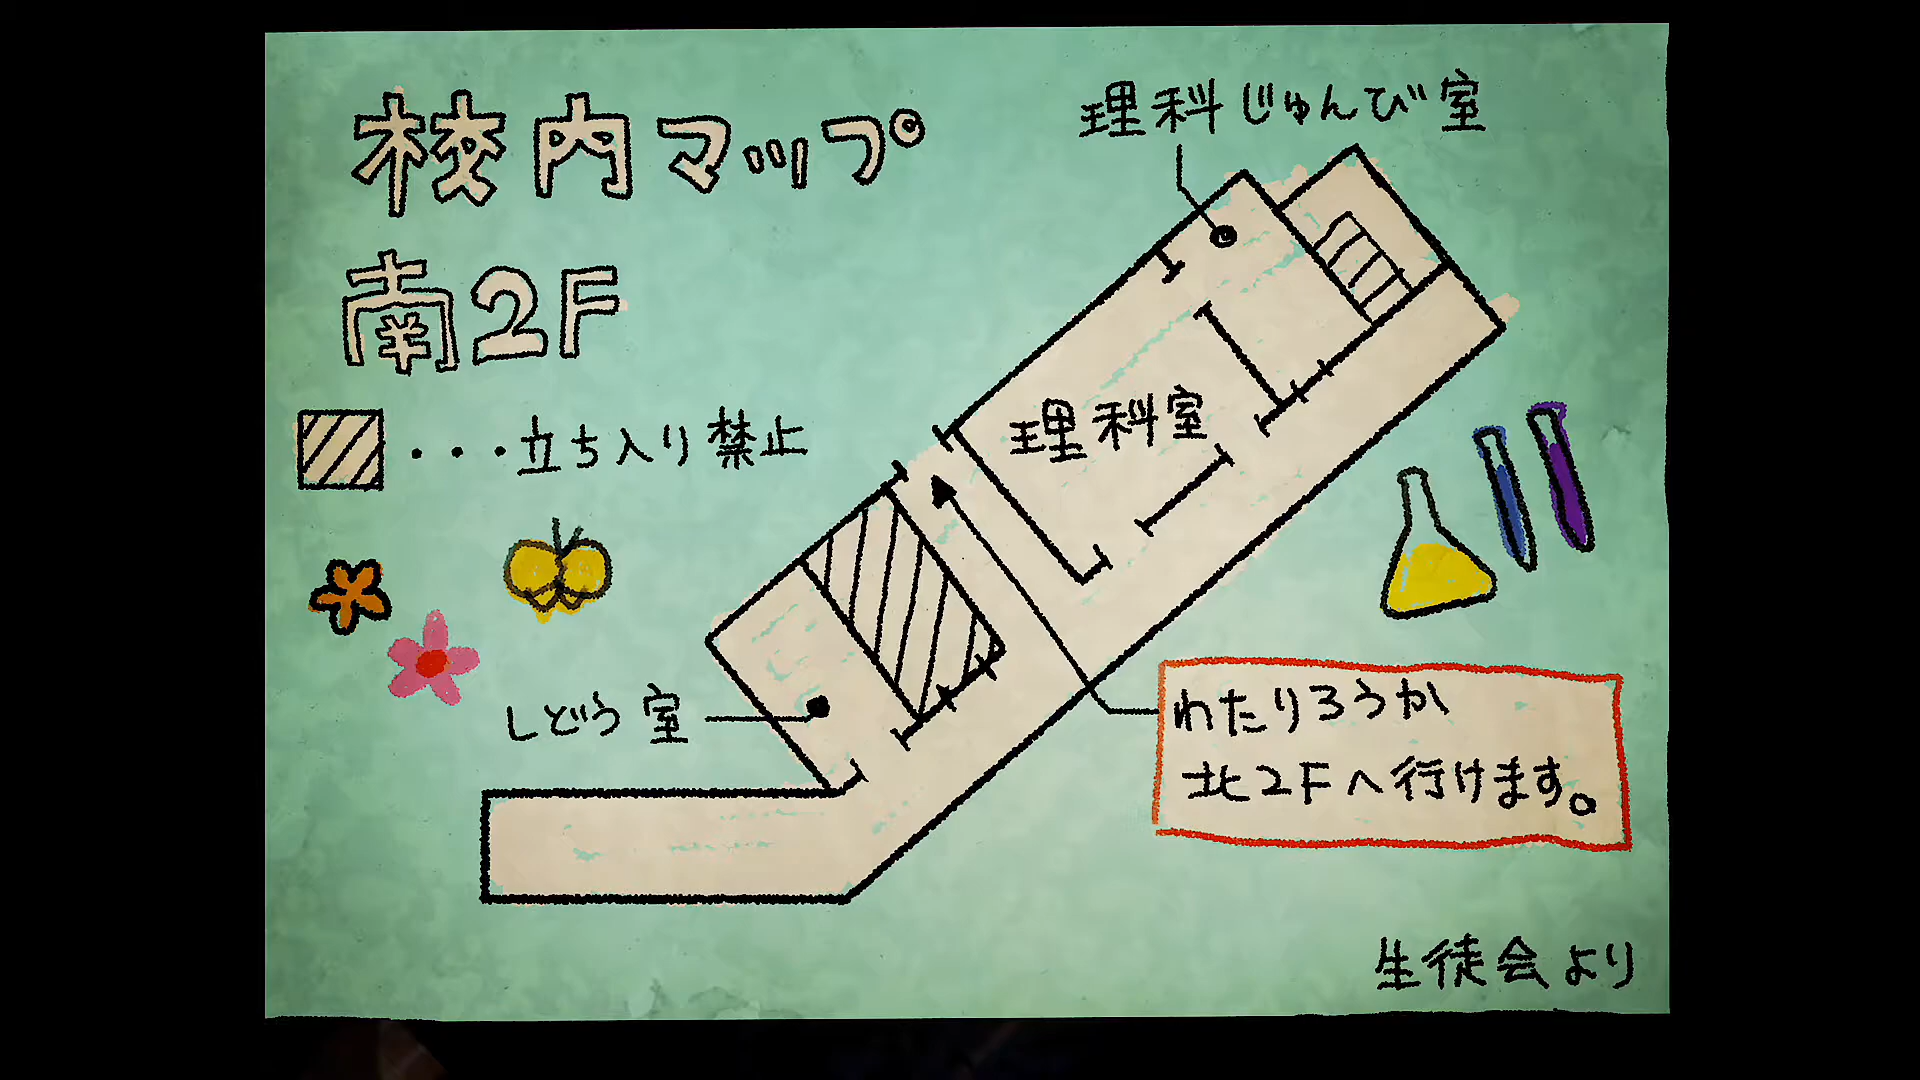 校内マップ
南2F
・・・立ち入り禁止
理科じゅんび室
理科室
しどう室
わたりろうか
北2Fへ行けます。
生徒会より